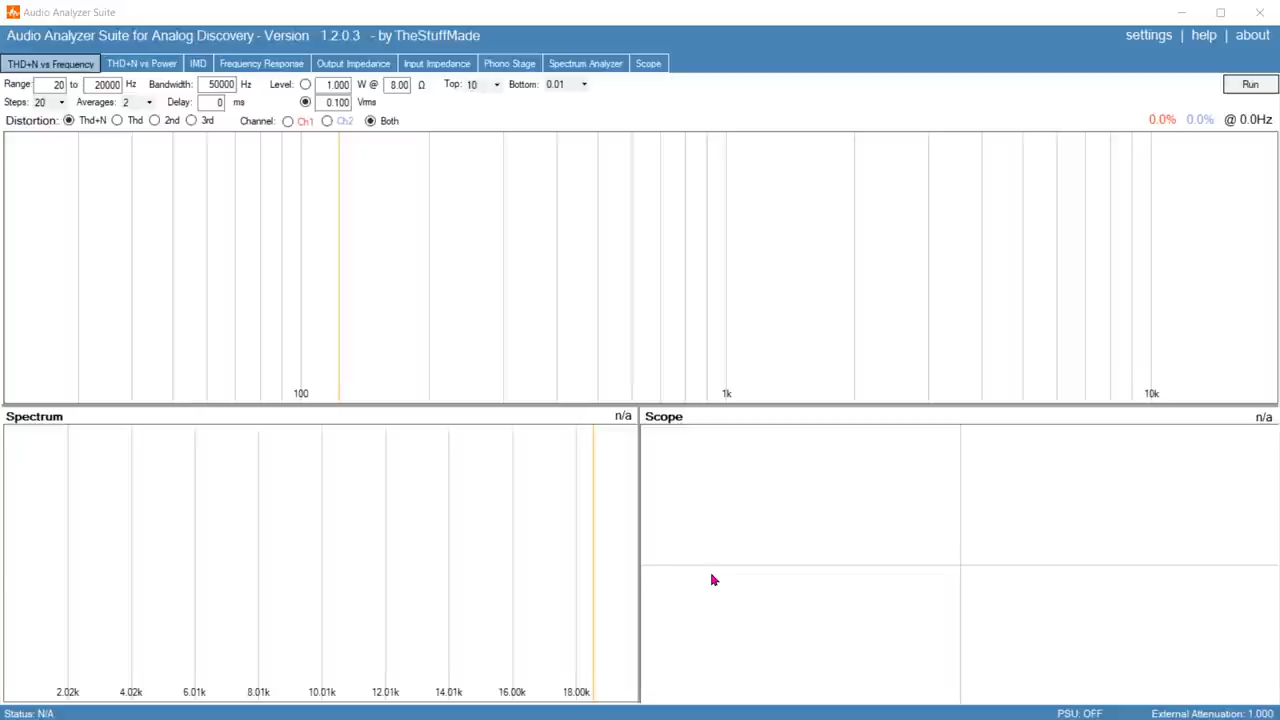 Audio Analyzer Suite
Audio Analyzer Suite for Analog Discovery - Version 1.2.0.3 - by TheStuffMade
settings | help | about
THD+N vs Frequency THD+N vs Power IMD Frequency Response Output Impedance Input Impedance Phono Stage Spectrum Analyzer Scope
Range: 20 to 20000 Hz Bandwidth: 50000 Hz Level: 1.000 W @ 8.00 Ω Top: 10 Bottom: 0.01 Run
Steps: 20 Averages: 2 Delay: 0 ms 0.100 Vrms
Distortion: Thd+N Thd 2nd 3rd Channel: Ch1 Ch2 Both 0.0% 0.0% @ 0.0Hz
100 1k 10k
Spectrum n/a
Scope n/a
2.02k 4.02k 6.01k 8.01k 10.01k 12.01k 14.01k 16.00k 18.00k
Status: N/A PSU: OFF External Attenuation: 1.000